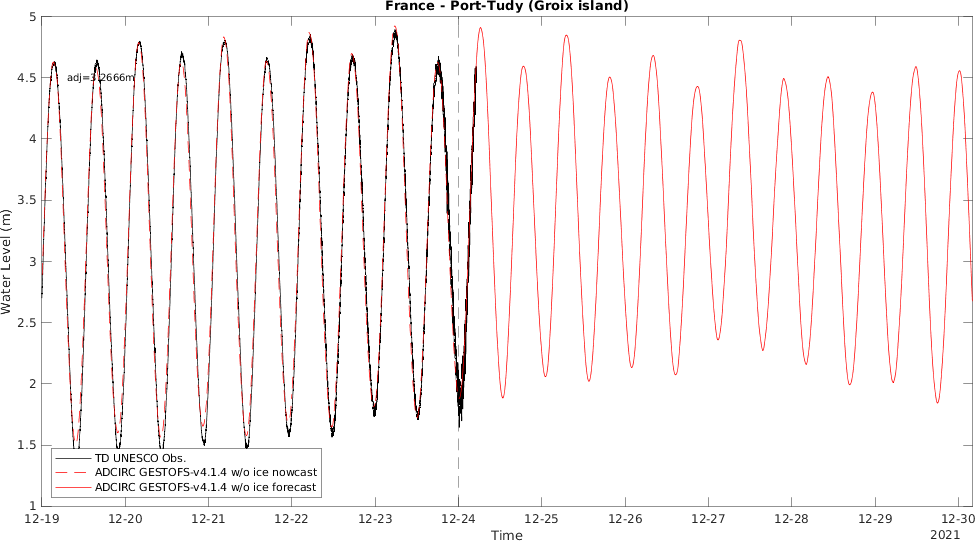 France - Port-Tudy (Groix island)
5
4.5
4
3.5
3
2.5
2
1.5
1
Water Level (m)
adj=3.2666m
TD UNESCO Obs.
ADCIRC GESTOFS-v4.1.4 w/o ice nowcast
ADCIRC GESTOFS-v4.1.4 w/o ice forecast
12-19 12-20 12-21 12-22 12-23 12-24 12-25 12-26 12-27 12-28 12-29 12-30
Time
2021